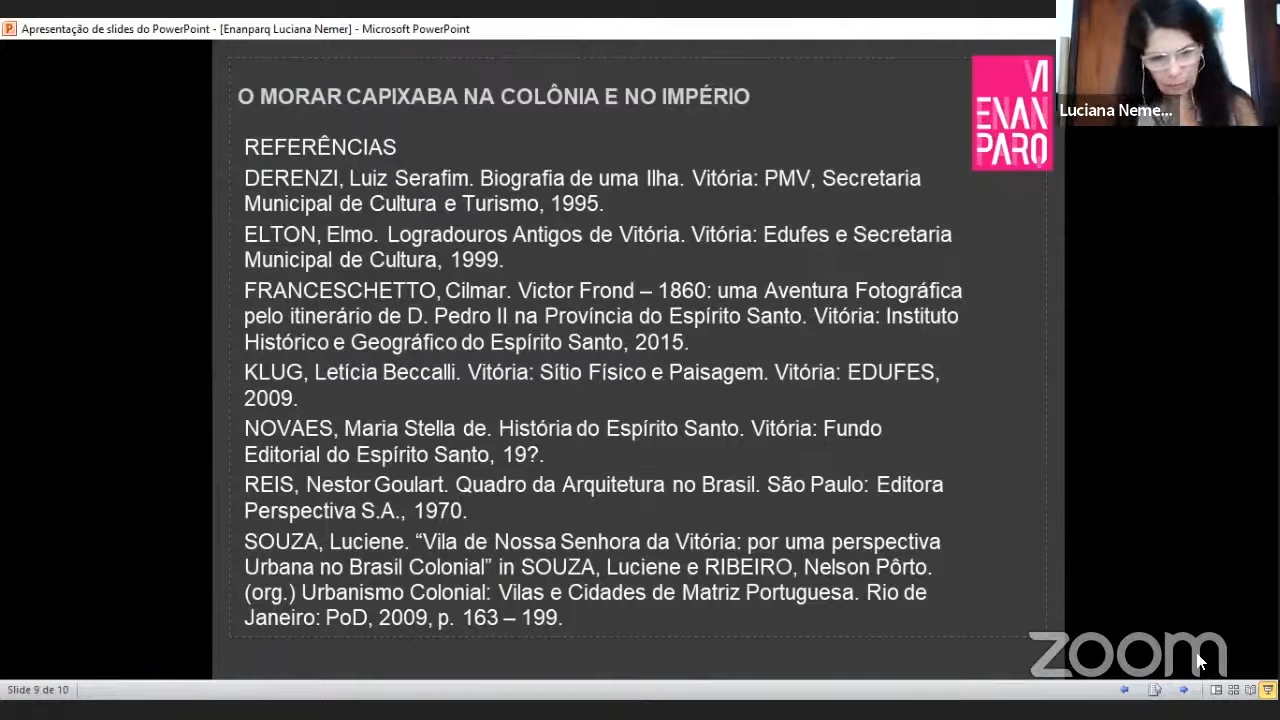 Apresentação de slides do PowerPoint - [Enanparq Luciana Nemer] - Microsoft PowerPoint
O MORAR CAPIXABA NA COLÔNIA E NO IMPÉRIO
VI
ENAN
PARQ
Luciana Neme...
REFERÊNCIAS
DERENZI, Luiz Serafim. Biografia de uma Ilha. Vitória: PMV, Secretaria
Municipal de Cultura e Turismo, 1995.
ELTON, Elmo. Logradouros Antigos de Vitória. Vitória: Edufes e Secretaria
Municipal de Cultura, 1999.
FRANCESCHETTO, Cilmar. Victor Frond – 1860: uma Aventura Fotográfica
pelo itinerário de D. Pedro II na Província do Espírito Santo. Vitória: Instituto
Histórico e Geográfico do Espírito Santo, 2015.
KLUG, Letícia Beccalli. Vitória: Sítio Físico e Paisagem. Vitória: EDUFES,
2009.
NOVAES, Maria Stella de. História do Espírito Santo. Vitória: Fundo
Editorial do Espírito Santo, 19?.
REIS, Nestor Goulart. Quadro da Arquitetura no Brasil. São Paulo: Editora
Perspectiva S.A., 1970.
SOUZA, Luciene. “Vila de Nossa Senhora da Vitória: por uma perspectiva
Urbana no Brasil Colonial” in SOUZA, Luciene e RIBEIRO, Nelson Pôrto.
(org.) Urbanismo Colonial: Vilas e Cidades de Matriz Portuguesa. Rio de
Janeiro: PoD, 2009, p. 163 – 199.
zoom
Slide 9 de 10